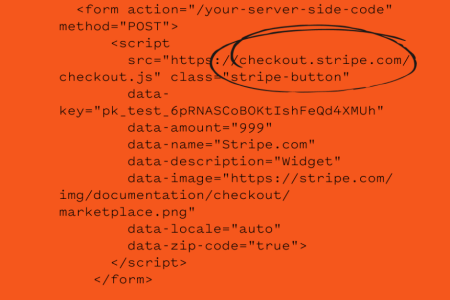 <form action="/your-server-side-code"
method="POST">
<script
src="https://checkout.stripe.com/
checkout.js" class="stripe-button"
data-
key="pk_test_6pRNASCoBOKtIshFeQd4XMUh"
data-amount="999"
data-name="Stripe.com"
data-description="Widget"
data-image="https://stripe.com/
img/documentation/checkout/
marketplace.png"
data-locale="auto"
data-zip-code="true">
</script>
</form>